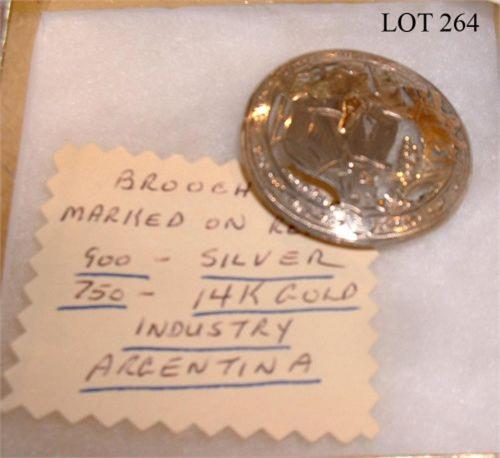 LOT 264
BROOCH
MARKED ON
900 - SILVER
750 - 14K GOLD
INDUSTRY
ARGENTINA